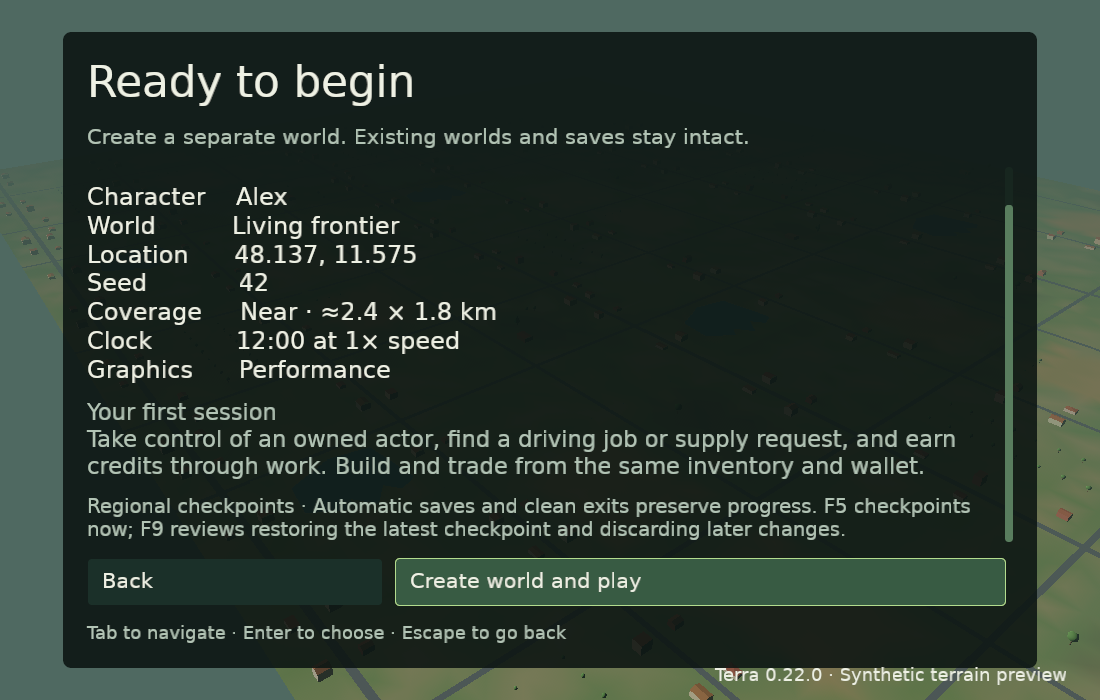 Ready to begin
Create a separate world. Existing worlds and saves stay intact.
Character Alex
World Living frontier
Location 48.137, 11.575
Seed 42
Coverage Near · ≈2.4 × 1.8 km
Clock 12:00 at 1× speed
Graphics Performance
Your first session
Take control of an owned actor, find a driving job or supply request, and earn
credits through work. Build and trade from the same inventory and wallet.
Regional checkpoints · Automatic saves and clean exits preserve progress. F5 checkpoints
now; F9 reviews restoring the latest checkpoint and discarding later changes.
Back
Create world and play
Tab to navigate · Enter to choose · Escape to go back
Terra 0.22.0 · Synthetic terrain preview